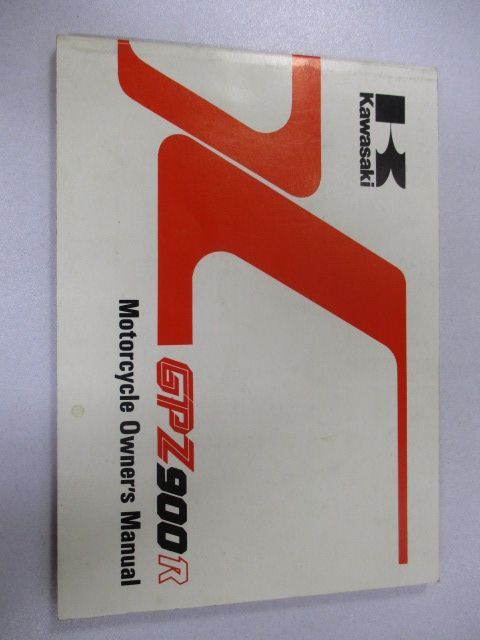 Kawasaki
GPZ900R
Motorcycle Owner's Manual